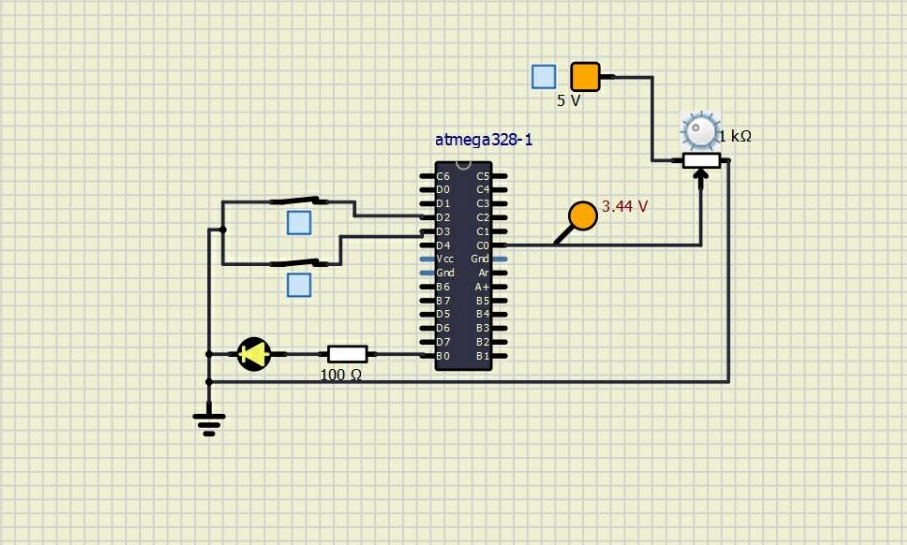 5 V
atmega328-1
1 kΩ
3.44 V
C6 C5
D0 C4
D1 C3
D2 C2
D3 C1
D4 C0
Vcc Gnd
Gnd Ar
B6 A+
B7 B5
D5 B4
D6 B3
D7 B2
B0 B1
100 Ω